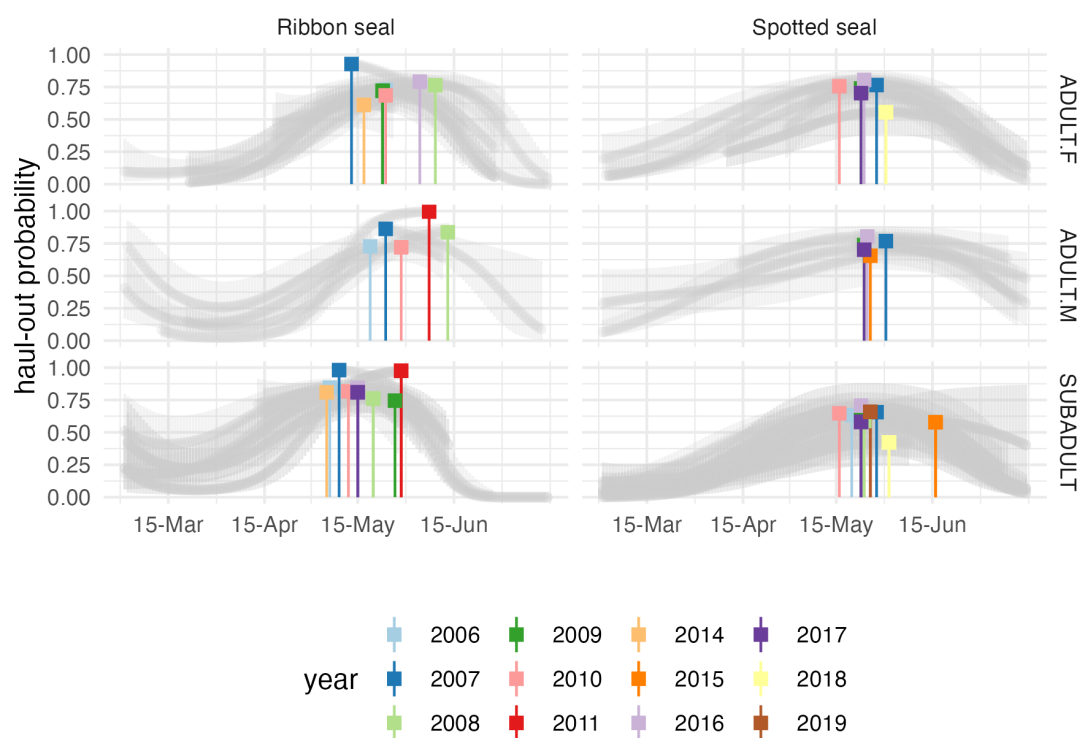 Ribbon seal Spotted seal
haul-out probability
1.00
0.75
0.50
0.25
0.00
ADULT.F
1.00
0.75
0.50
0.25
0.00
ADULT.M
1.00
0.75
0.50
0.25
0.00
SUBADULT
15-Mar 15-Apr 15-May 15-Jun 15-Mar 15-Apr 15-May 15-Jun
year
2006 2009 2014 2017
2007 2010 2015 2018
2008 2011 2016 2019